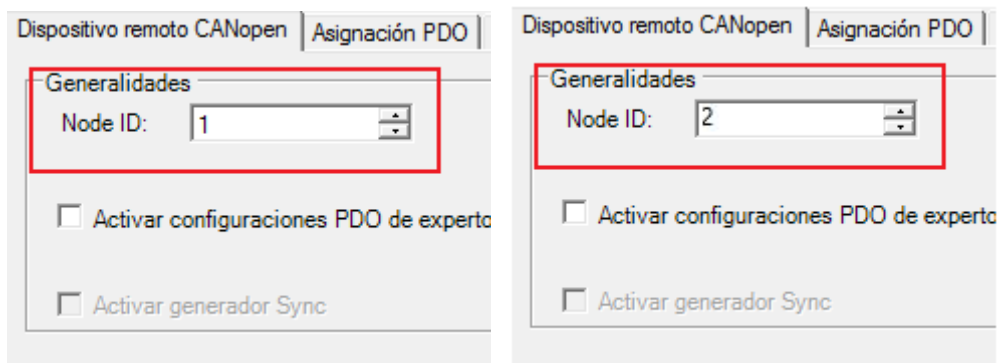 Dispositivo remoto CANopen Asignación PDO
Generalidades
Node ID: 1
Activar configuraciones PDO de experto
Activar generador Sync
Dispositivo remoto CANopen Asignación PDO
Generalidades
Node ID: 2
Activar configuraciones PDO de experto
Activar generador Sync